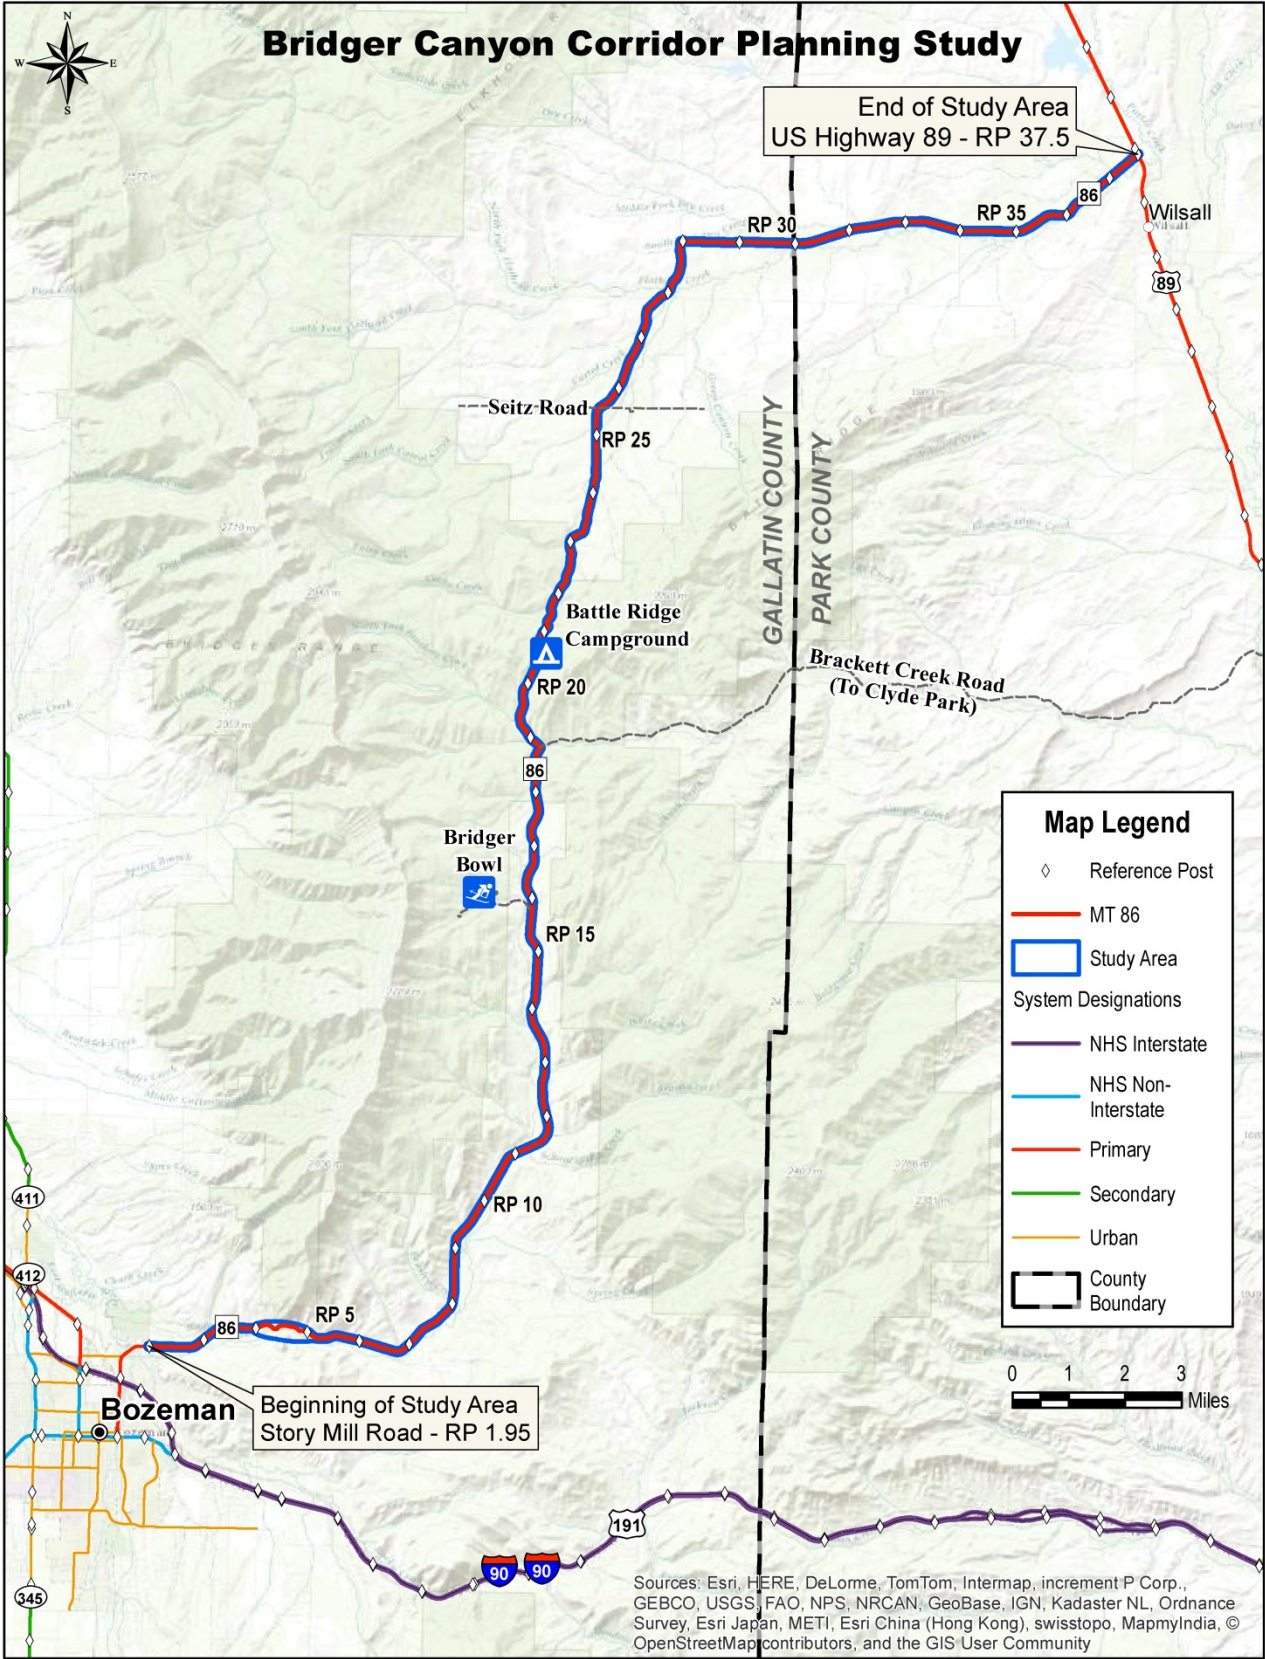 Bridger Canyon Corridor Planning Study
N
W
E
S
End of Study Area
US Highway 89 - RP 37.5
86
RP 35
RP 30
Wilsall
Wilsall
89
Seitz Road
RP 25
GALLATIN COUNTY
PARK COUNTY
Battle Ridge
Campground
RP 20
Brackett Creek Road
(To Clyde Park)
86
BRIDGER RANGE
Bridger
Bowl
RP 15
RP 10
RP 5
86
411
412
345
Bozeman
Beginning of Study Area
Story Mill Road - RP 1.95
191
90
90
Map Legend
Reference Post
MT 86
Study Area
System Designations
NHS Interstate
NHS Non-
Interstate
Primary
Secondary
Urban
County
Boundary
0 1 2 3
Miles
Sources: Esri, HERE, DeLorme, TomTom, Intermap, increment P Corp.,
GEBCO, USGS, FAO, NPS, NRCAN, GeoBase, IGN, Kadaster NL, Ordnance
Survey, Esri Japan, METI, Esri China (Hong Kong), swisstopo, MapmyIndia, ©
OpenStreetMap contributors, and the GIS User Community